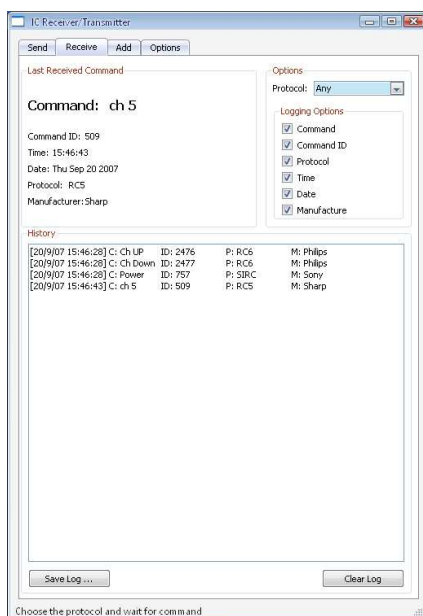 IC Receiver/Transmitter
Send Receive Add Options
Last Received Command
Command: ch 5
Command ID: 509
Time: 15:46:43
Date: Thu Sep 20 2007
Protocol: RC5
Manufacturer:Sharp
Options
Protocol: Any
Logging Options
Command
Command ID
Protocol
Time
Date
Manufacture
History
[20/9/07 15:46:28] C: Ch UP ID: 2476 P: RC6 M: Philips
[20/9/07 15:46:28] C: Ch Down ID: 2477 P: RC6 M: Philips
[20/9/07 15:46:28] C: Power ID: 757 P: SIRC M: Sony
[20/9/07 15:46:43] C: ch 5 ID: 509 P: RC5 M: Sharp
Save Log ... Clear Log
Choose the protocol and wait for command